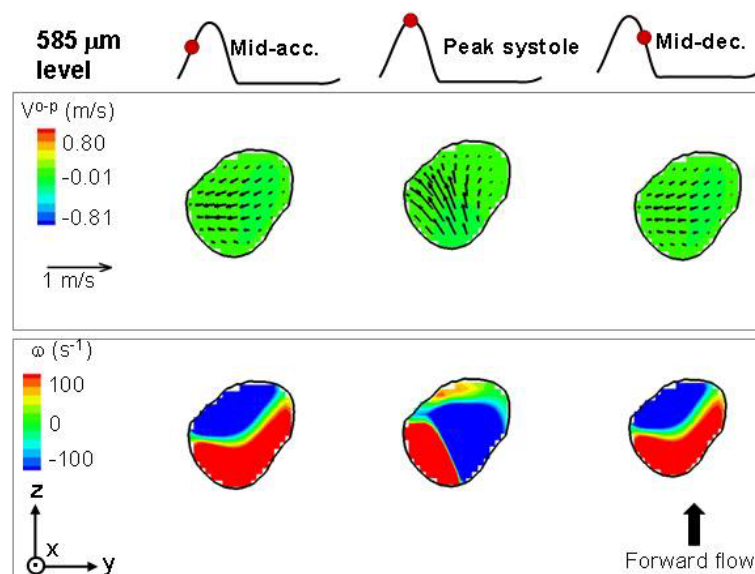 585 μm
level
Mid-acc.
Peak systole
Mid-dec.
V^o-p (m/s)
0.80
-0.01
-0.81
1 m/s
ω (s⁻¹)
100
0
-100
z
x
y
Forward flow